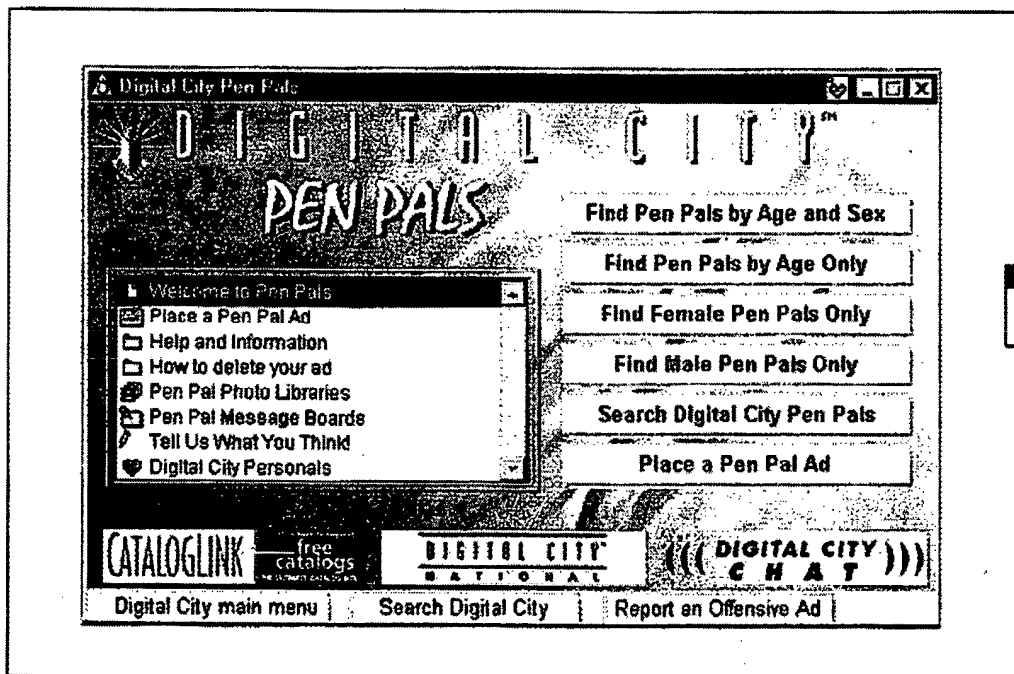 Digital City Pen Pals
DIGITAL CITY℠
PEN PALS
Find Pen Pals by Age and Sex
Find Pen Pals by Age Only
Find Female Pen Pals Only
Find Male Pen Pals Only
Search Digital City Pen Pals
Place a Pen Pal Ad
Welcome to Pen Pals
Place a Pen Pal Ad
Help and Information
How to delete your ad
Pen Pal Photo Libraries
Pen Pal Message Boards
Tell Us What You Think!
Digital City Personals
CATALOGLINK
free
catalogs
DIGITAL CITY
NATIONAL
((( DIGITAL CITY )))
CHAT
Digital City main menu
Search Digital City
Report an Offensive Ad